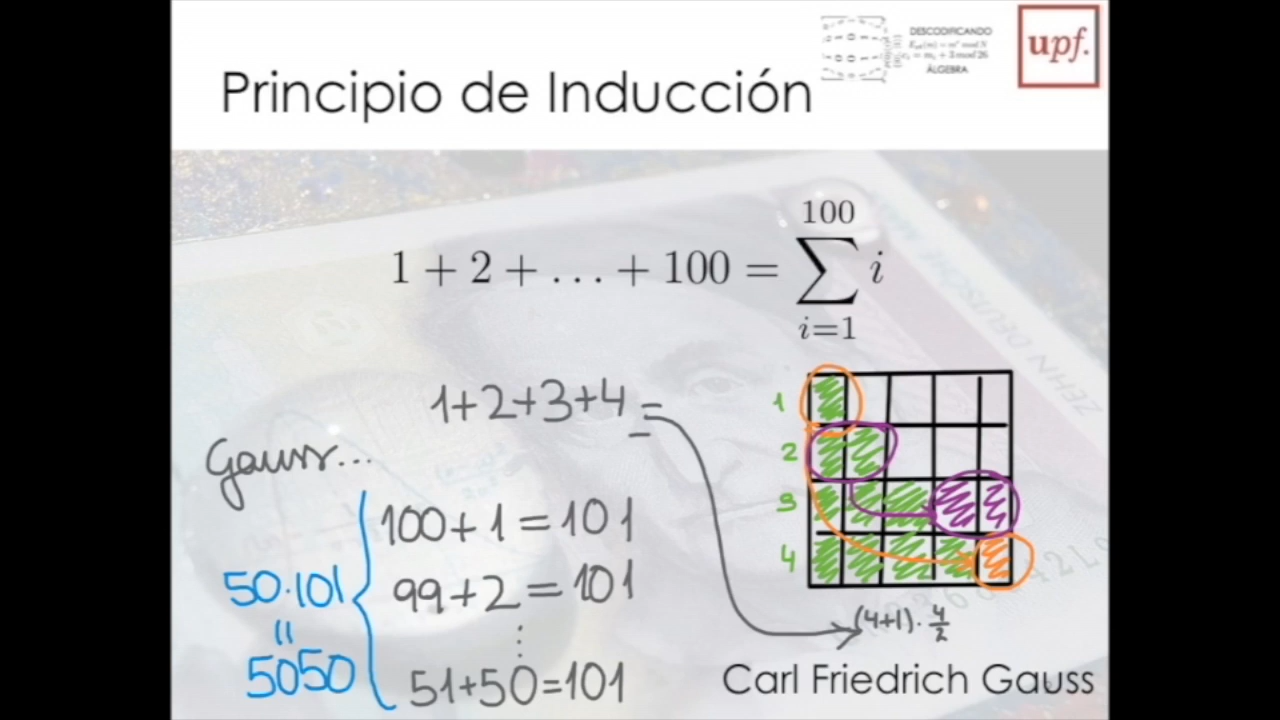 DESCODIFICANDO
ÁLGEBRA
upf.
Principio de Inducción
1 + 2 + ... + 100 = \sum_{i=1}^{100} i
1+2+3+4 =
Gauss...
100+1=101
99+2=101
⋮
51+50=101
50·101
=
5050
1
2
3
4
(4+1)·4/2
Carl Friedrich Gauss
ZEHN DEUTSCHE